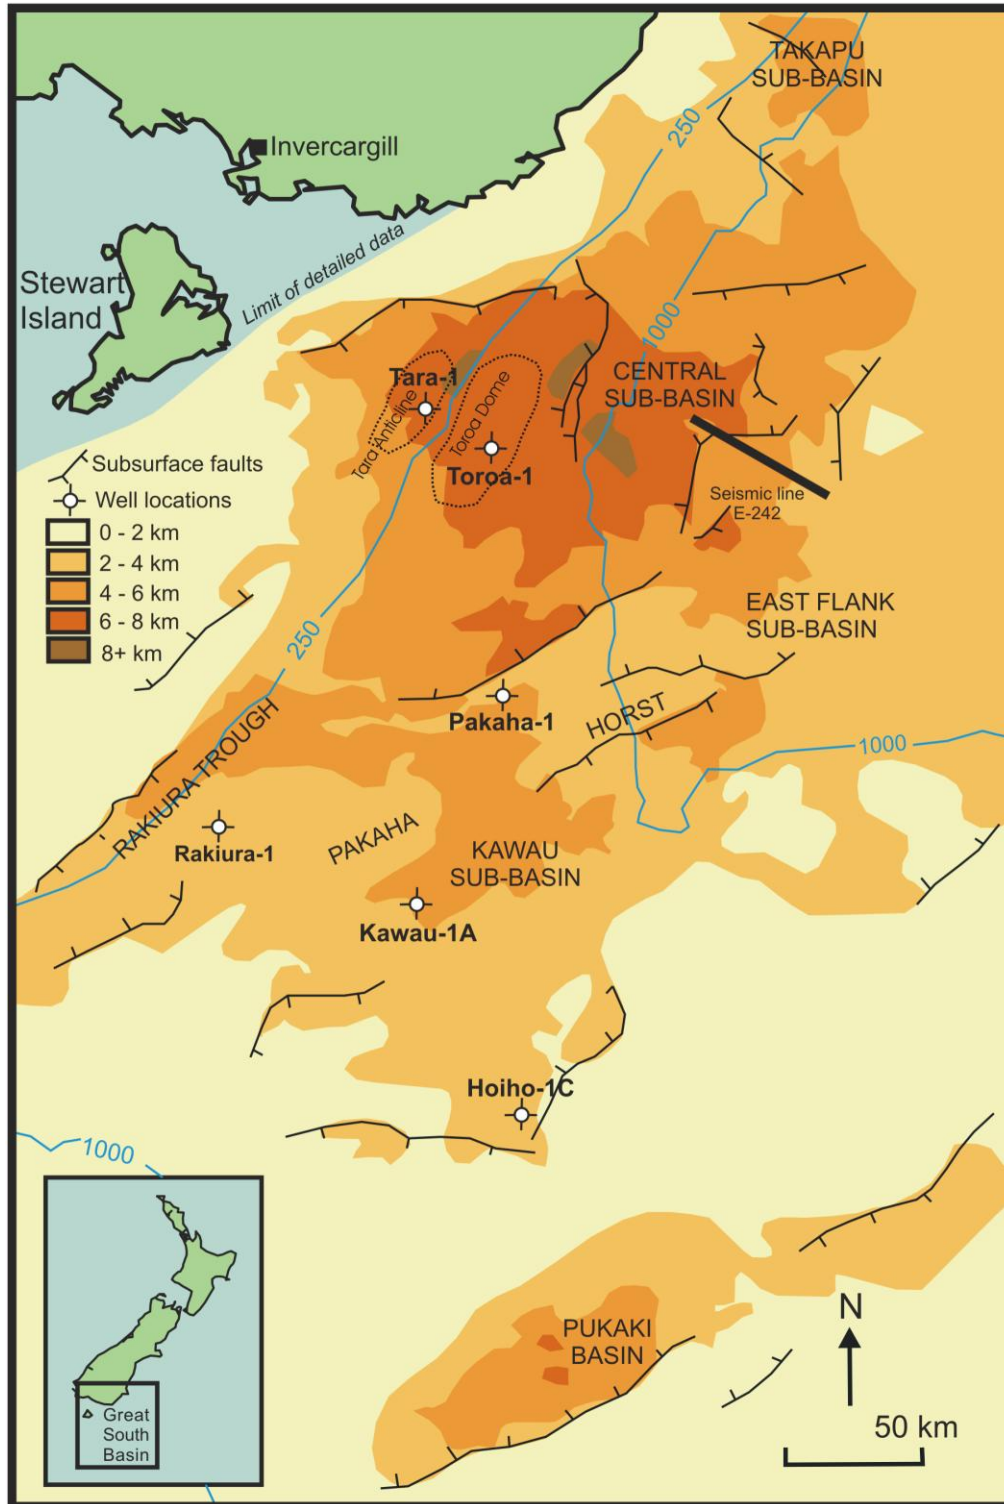 TAKAPU
SUB-BASIN
250
Invercargill
Limit of detailed data
Stewart
Island
1000
CENTRAL
SUB-BASIN
Tara-1
Tara Anticline
Toroa Dome
Toroa-1
Seismic line
E-242
Subsurface faults
Well locations
0 - 2 km
2 - 4 km
4 - 6 km
6 - 8 km
8+ km
250
EAST FLANK
SUB-BASIN
Pakaha-1
HORST
1000
RAKIURA TROUGH
Rakiura-1
PAKAHA
KAWAU
SUB-BASIN
Kawau-1A
Hoiho-1C
1000
Great
South
Basin
PUKAKI
BASIN
N
50 km